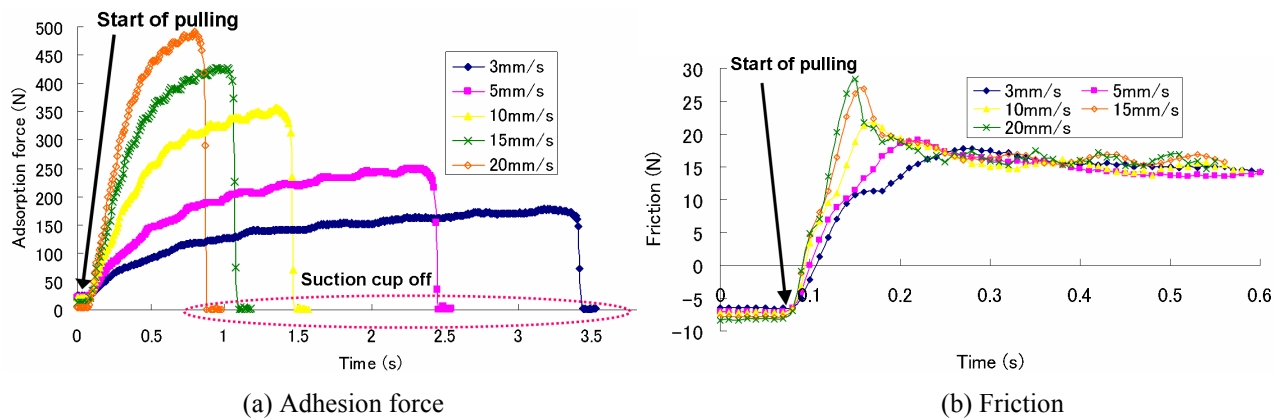 Start of pulling
500
450
400
350
300
250
200
150
100
50
0
Adsorption force (N)
3mm/s
5mm/s
10mm/s
15mm/s
20mm/s
Suction cup off
0 0.5 1 1.5 2 2.5 3 3.5
Time (s)
(a) Adhesion force
Start of pulling
30
25
20
15
10
5
0
-5
-10
Friction (N)
3mm/s 5mm/s
10mm/s 15mm/s
20mm/s
0 0.1 0.2 0.3 0.4 0.5 0.6
Time (s)
(b) Friction